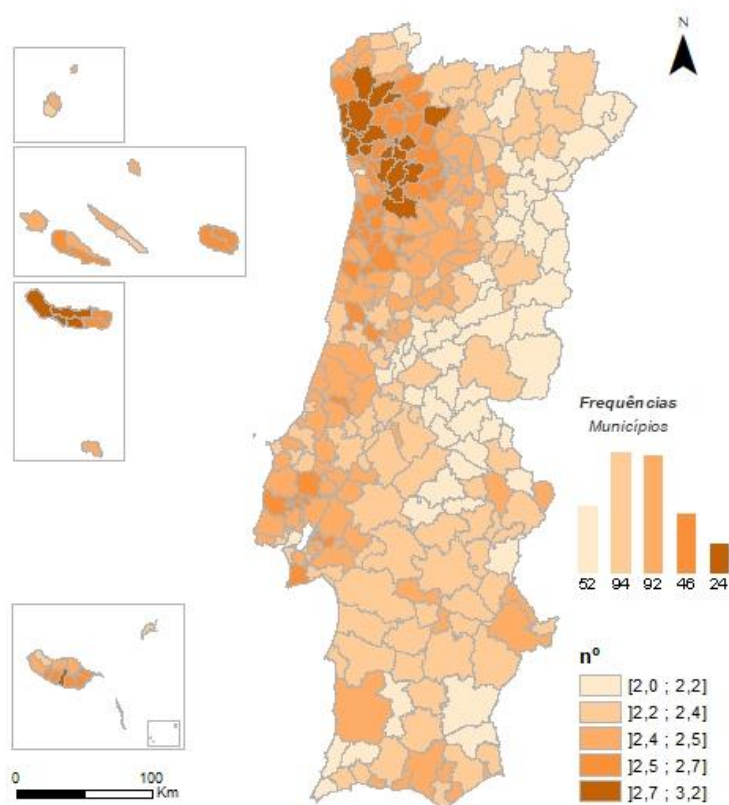 N
Frequências
Municípios
52 94 92 46 24
nº
]2,0 ; 2,2]
]2,2 ; 2,4]
]2,4 ; 2,5]
]2,5 ; 2,7]
]2,7 ; 3,2]
0 100
Km